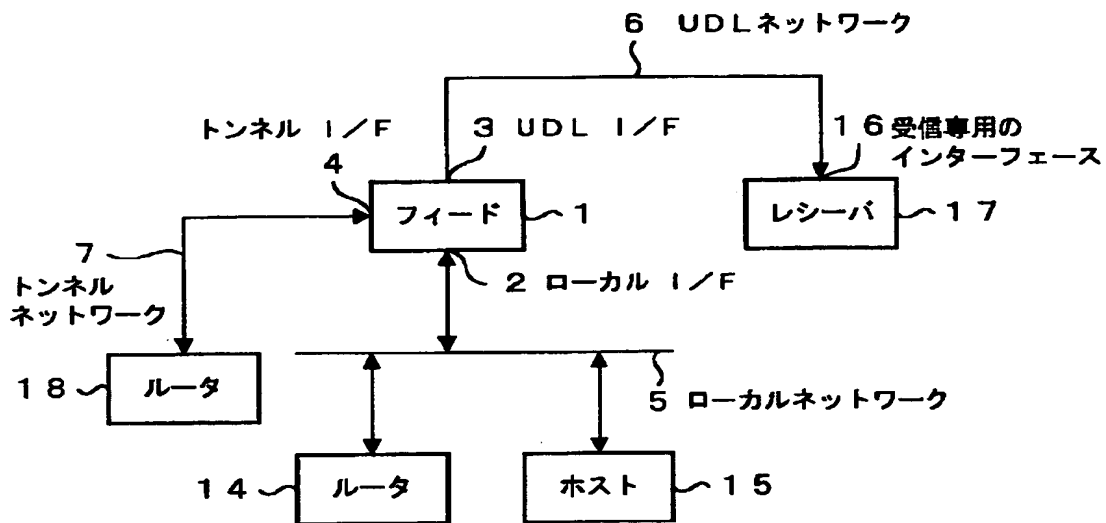 6 UDLネットワーク
トンネル I/F
3 UDL I/F
16 受信専用の
インターフェース
4
フィード
1
レシーバ
17
7
トンネル
ネットワーク
2 ローカル I/F
18
ルータ
5 ローカルネットワーク
14
ルータ
ホスト
15